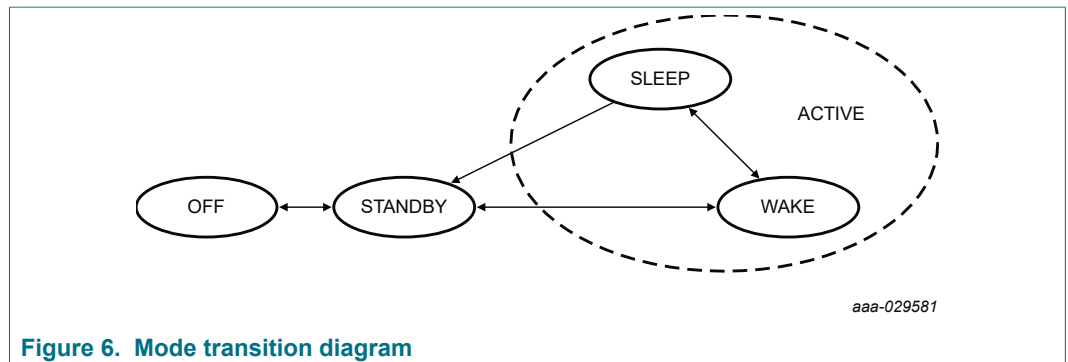 SLEEP
ACTIVE
OFF
STANDBY
WAKE
aaa-029581
Figure 6. Mode transition diagram